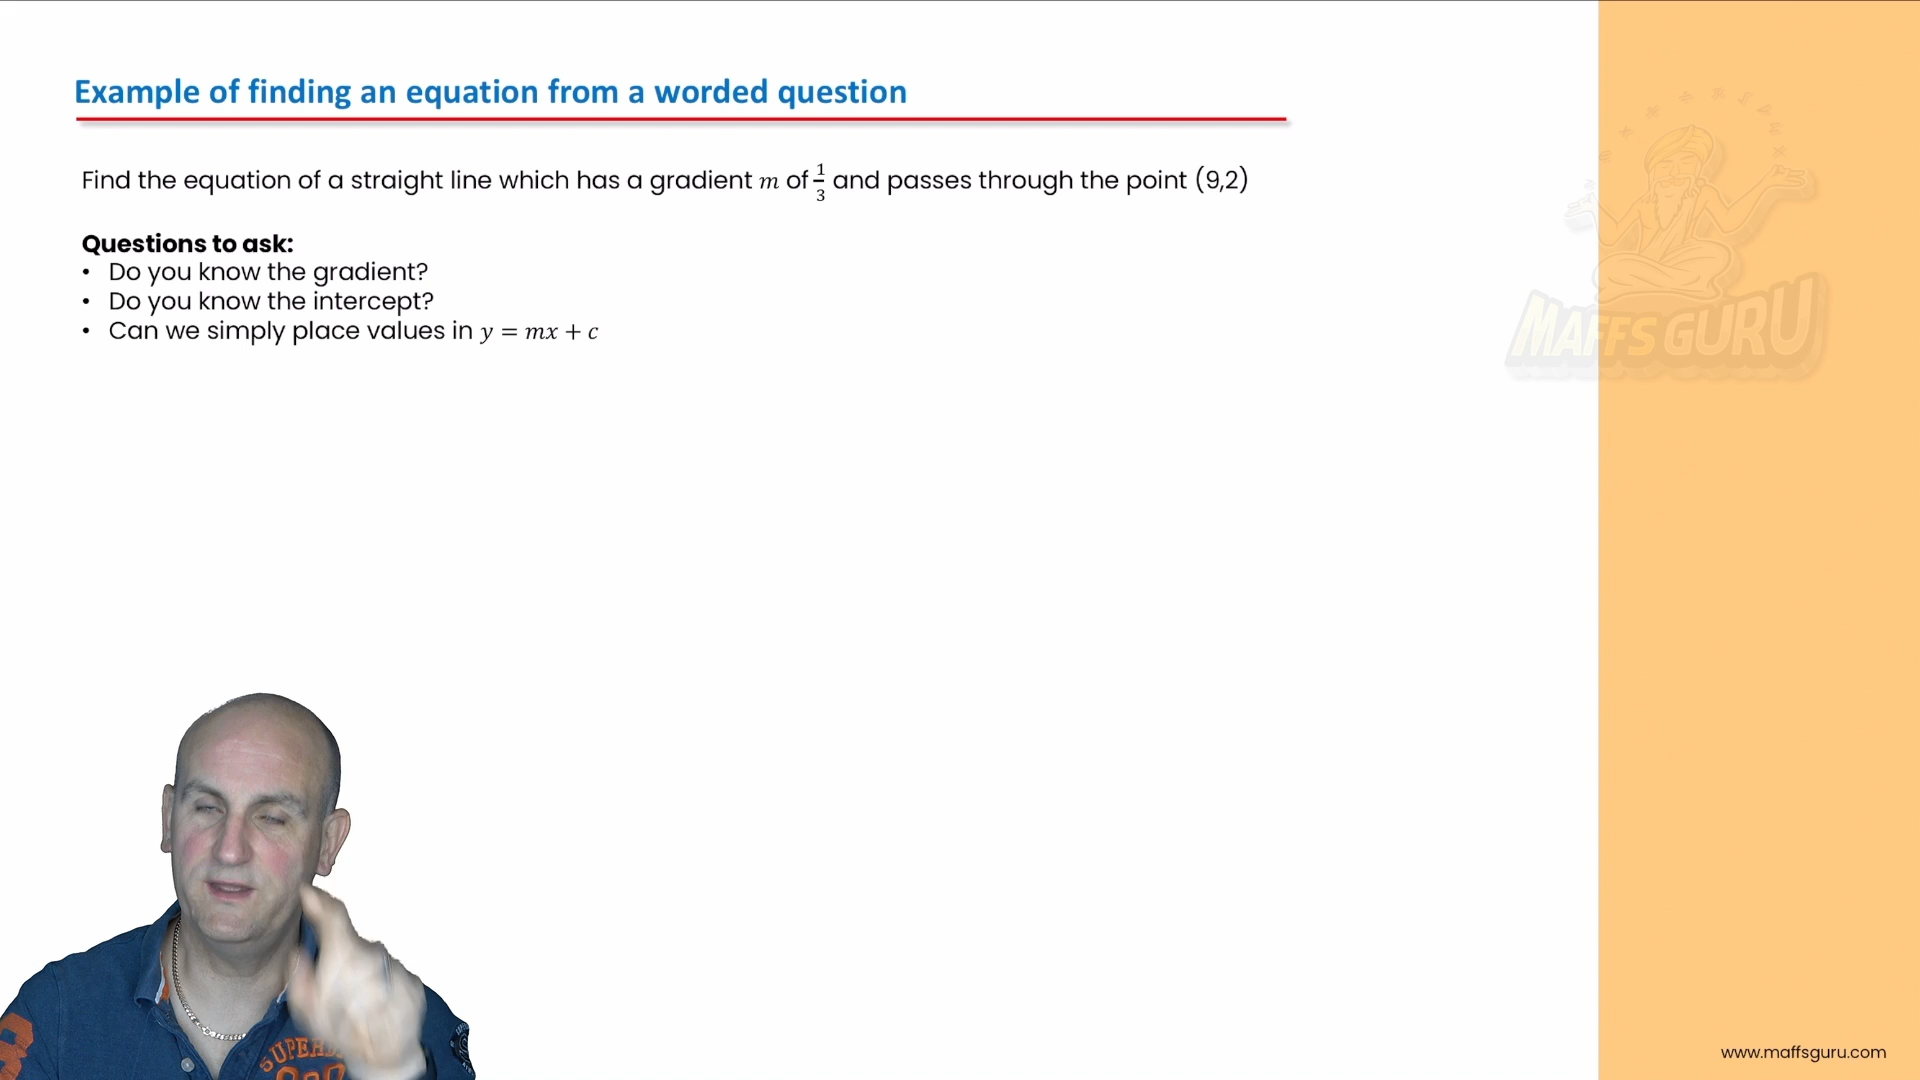 Example of finding an equation from a worded question
Find the equation of a straight line which has a gradient m of 1/3 and passes through the point (9,2)
Questions to ask:
• Do you know the gradient?
• Do you know the intercept?
• Can we simply place values in y = mx + c
MAFFS GURU
SUPER
www.maffsguru.com